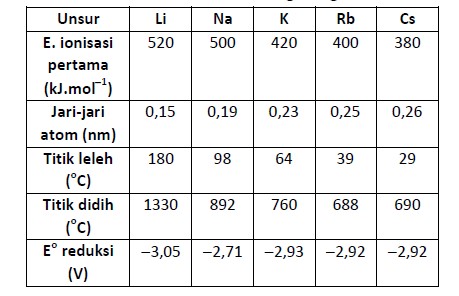 Unsur Li Na K Rb Cs
E. ionisasi 520 500 420 400 380
pertama
(kJ.mol⁻¹)
Jari-jari 0,15 0,19 0,23 0,25 0,26
atom (nm)
Titik leleh 180 98 64 39 29
(°C)
Titik didih 1330 892 760 688 690
(°C)
E° reduksi −3,05 −2,71 −2,93 −2,92 −2,92
(V)